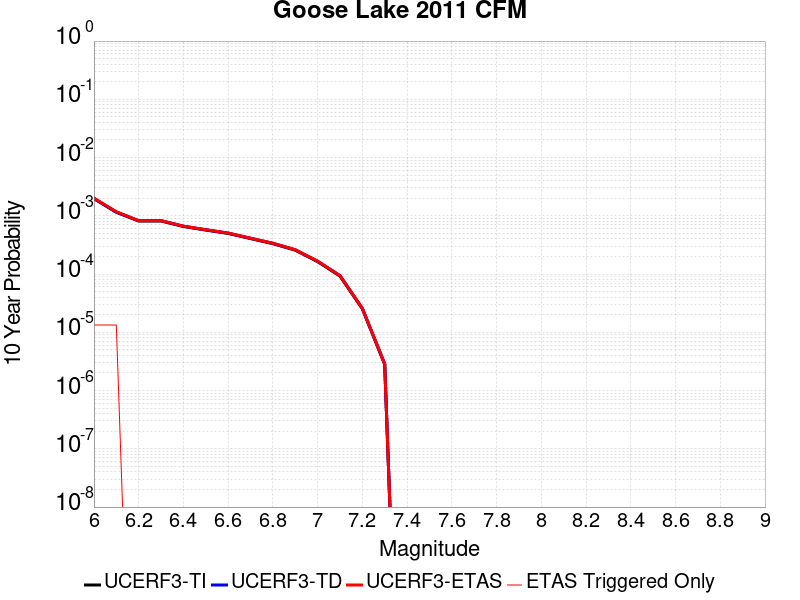 Goose Lake 2011 CFM
10 0
10 -1
10 -2
10 -3
10 -4
10 -5
10 -6
10 -7
10 -8
10 Year Probability
6 6.2 6.4 6.6 6.8 7 7.2 7.4 7.6 7.8 8 8.2 8.4 8.6 8.8 9
Magnitude
UCERF3-TI UCERF3-TD UCERF3-ETAS ETAS Triggered Only